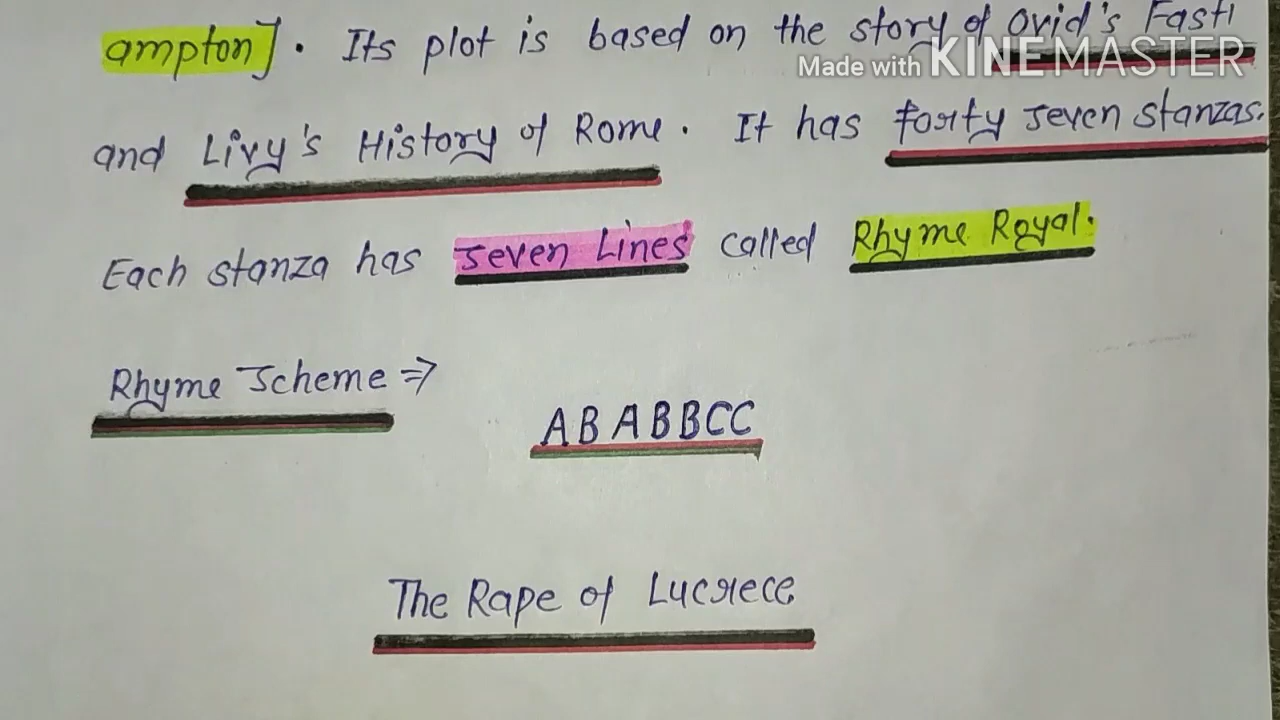 ampton]. Its plot is based on the story of Ovid's Fasti
Made with KINEMASTER
and Livy's History of Rome. It has forty seven stanzas.
Each stanza has seven Lines called Rhyme Royal.
Rhyme Scheme ⇒
ABABBCC
The Rape of Lucrece